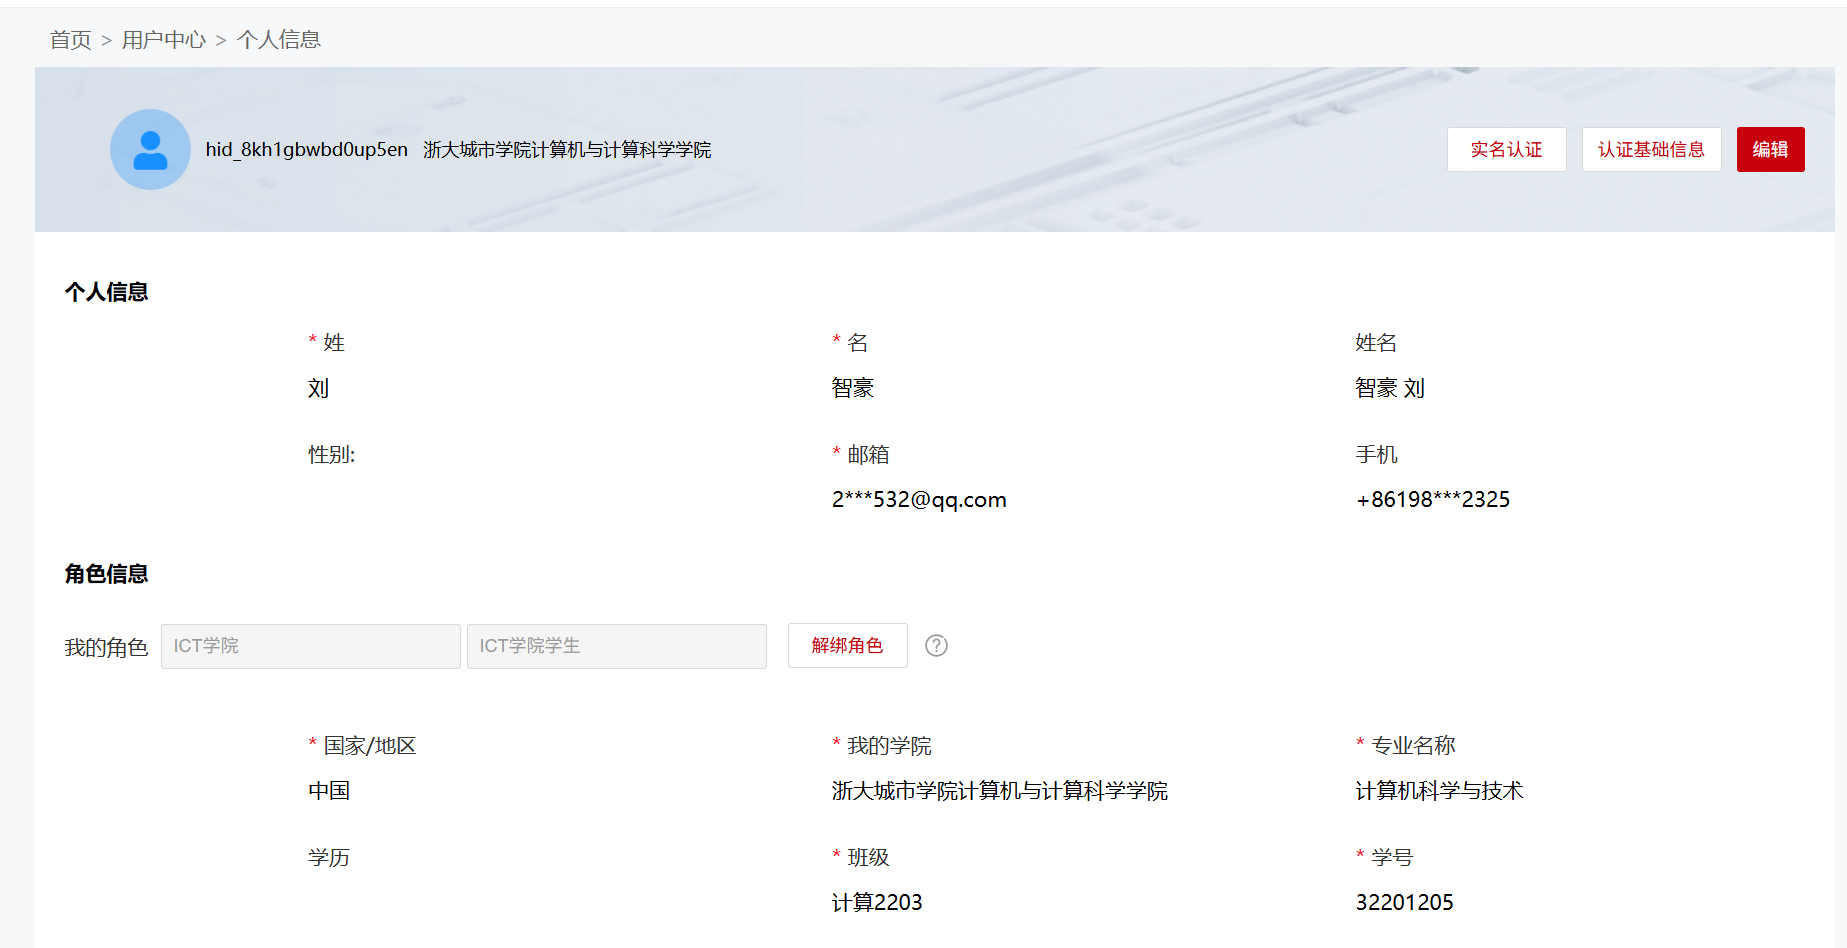 首页 > 用户中心 > 个人信息
hid_8kh1gbwbd0up5en 浙大城市学院计算机与计算科学学院 实名认证 认证基础信息 编辑
个人信息
* 姓 * 名 姓名
刘 智豪 智豪 刘
性别: * 邮箱 手机
2***532@qq.com +86198***2325
角色信息
我的角色 ICT学院 ICT学院学生 解绑角色 ?
* 国家/地区 * 我的学院 * 专业名称
中国 浙大城市学院计算机与计算科学学院 计算机科学与技术
学历 * 班级 * 学号
计算2203 32201205